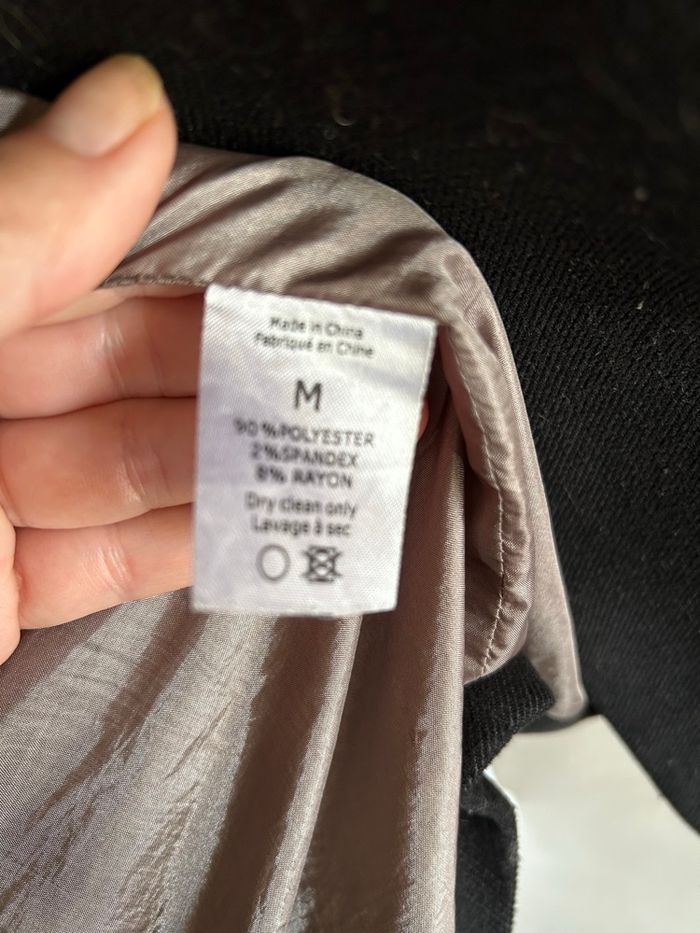 Made in China
Fabriqué en Chine
M
90%POLYESTER
2%SPANDEX
8% RAYON
Dry clean only
Lavage à sec